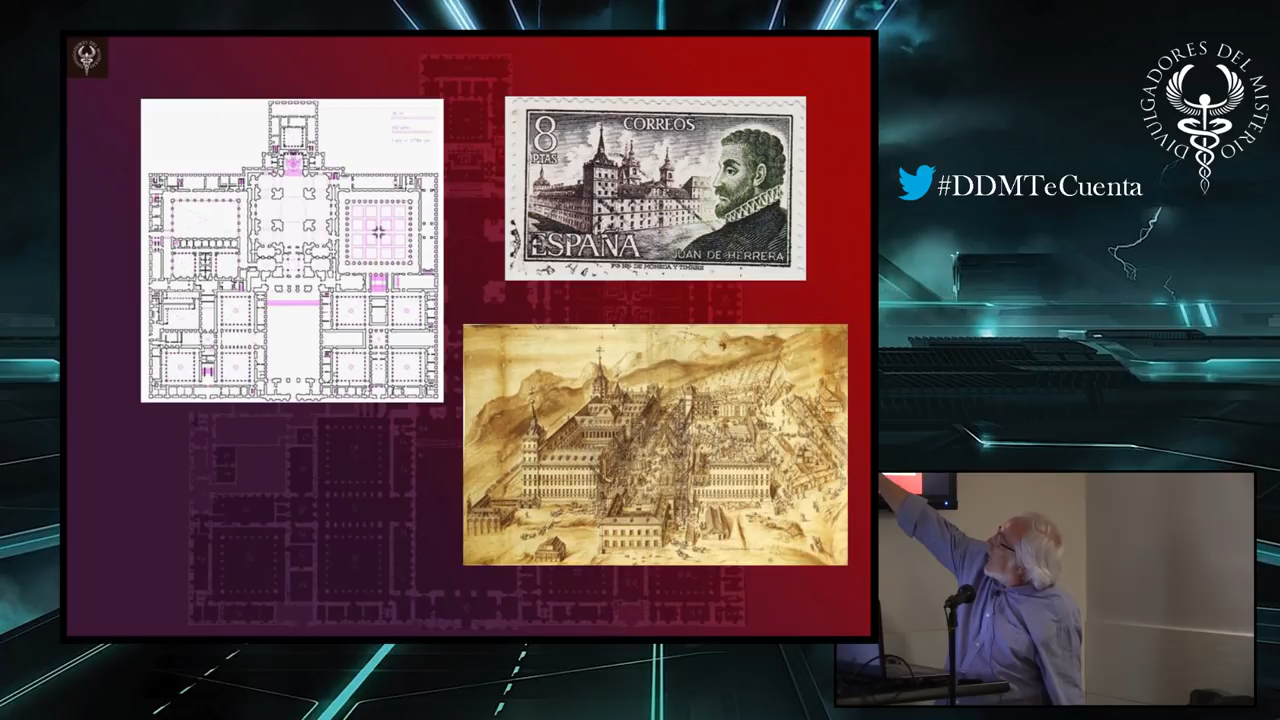 8
PTAS
CORREOS
ESPAÑA
JUAN DE HERRERA
#DDMTeCuenta
DIVULGADORES DEL MISTERIO